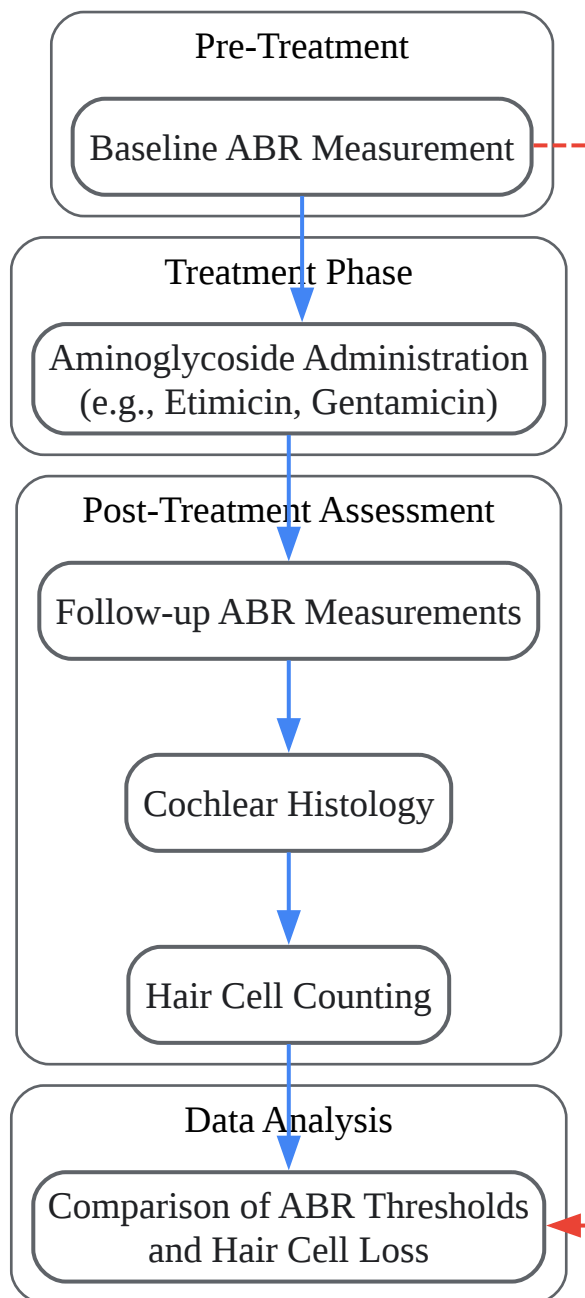 Pre-Treatment
Baseline ABR Measurement
Treatment Phase
Aminoglycoside Administration
(e.g., Etimicin, Gentamicin)
Post-Treatment Assessment
Follow-up ABR Measurements
Cochlear Histology
Hair Cell Counting
Data Analysis
Comparison of ABR Thresholds
and Hair Cell Loss